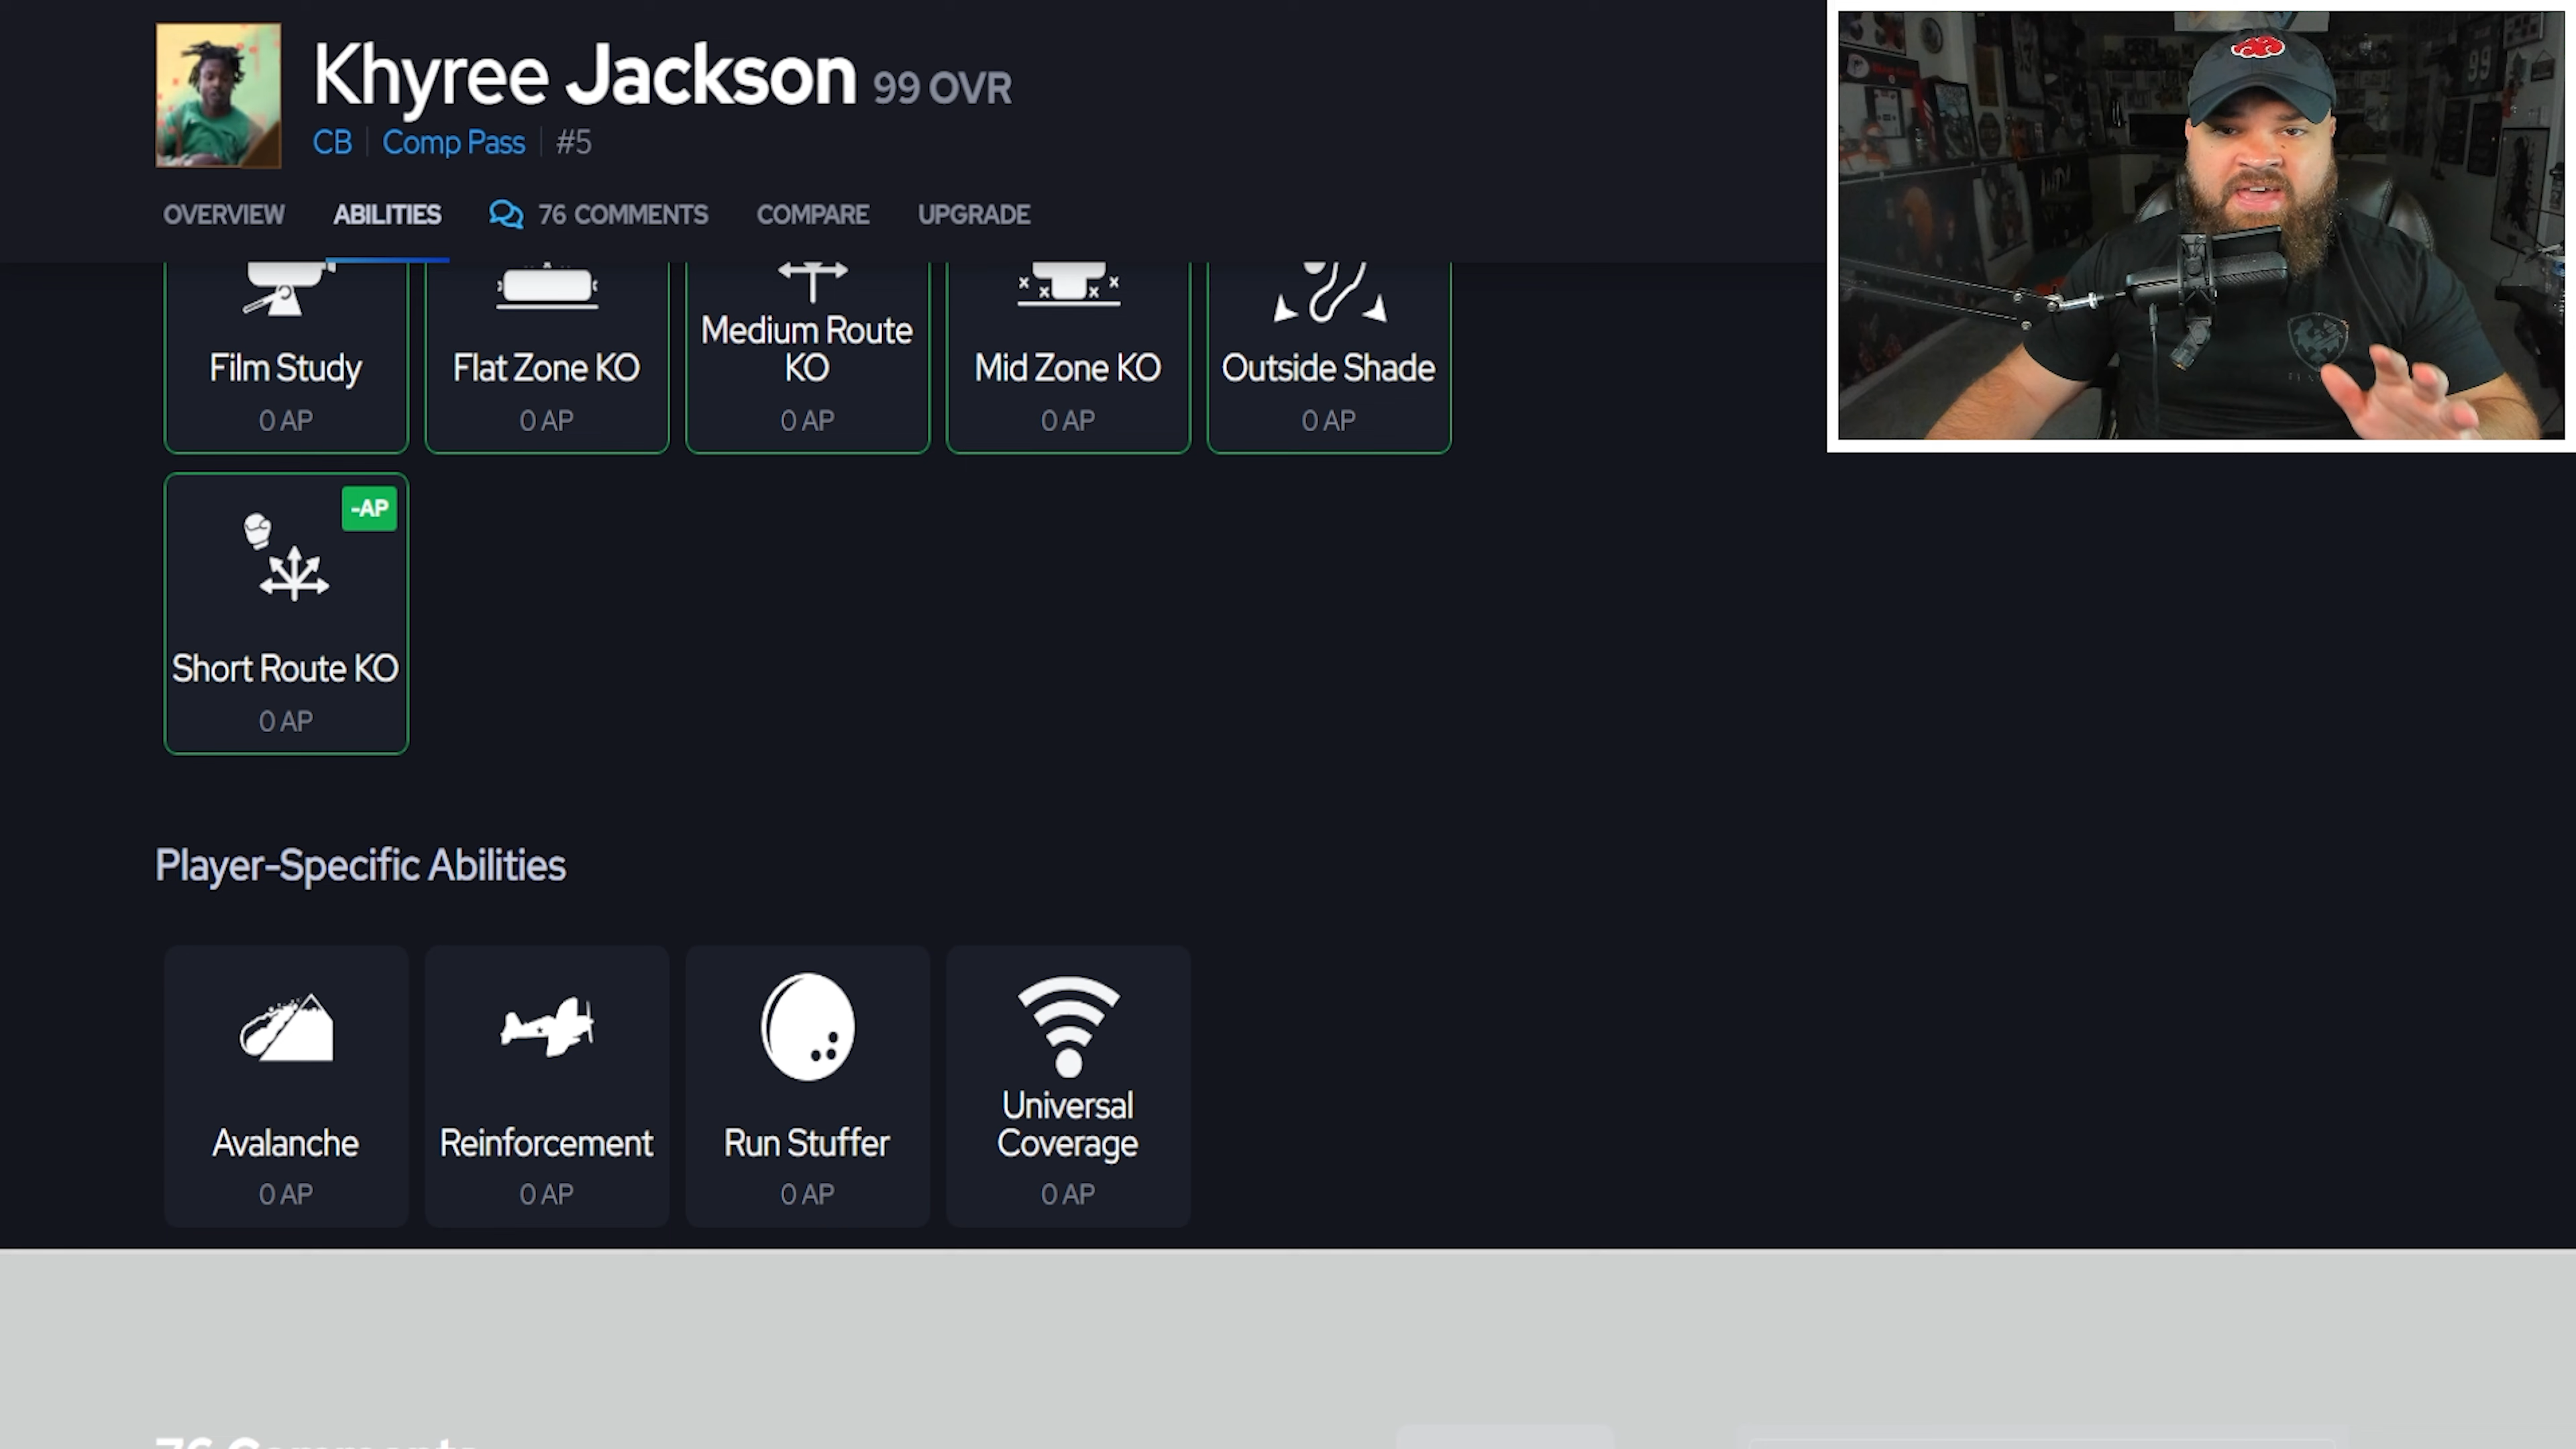 Khyree Jackson 99 OVR
CB Comp Pass #5
OVERVIEW ABILITIES 76 COMMENTS COMPARE UPGRADE
Film Study
0 AP
Flat Zone KO
0 AP
Medium Route
KO
0 AP
Mid Zone KO
0 AP
Outside Shade
0 AP
-AP
Short Route KO
0 AP
Player-Specific Abilities
Avalanche
0 AP
Reinforcement
0 AP
Run Stuffer
0 AP
Universal
Coverage
0 AP
76 Comments
99